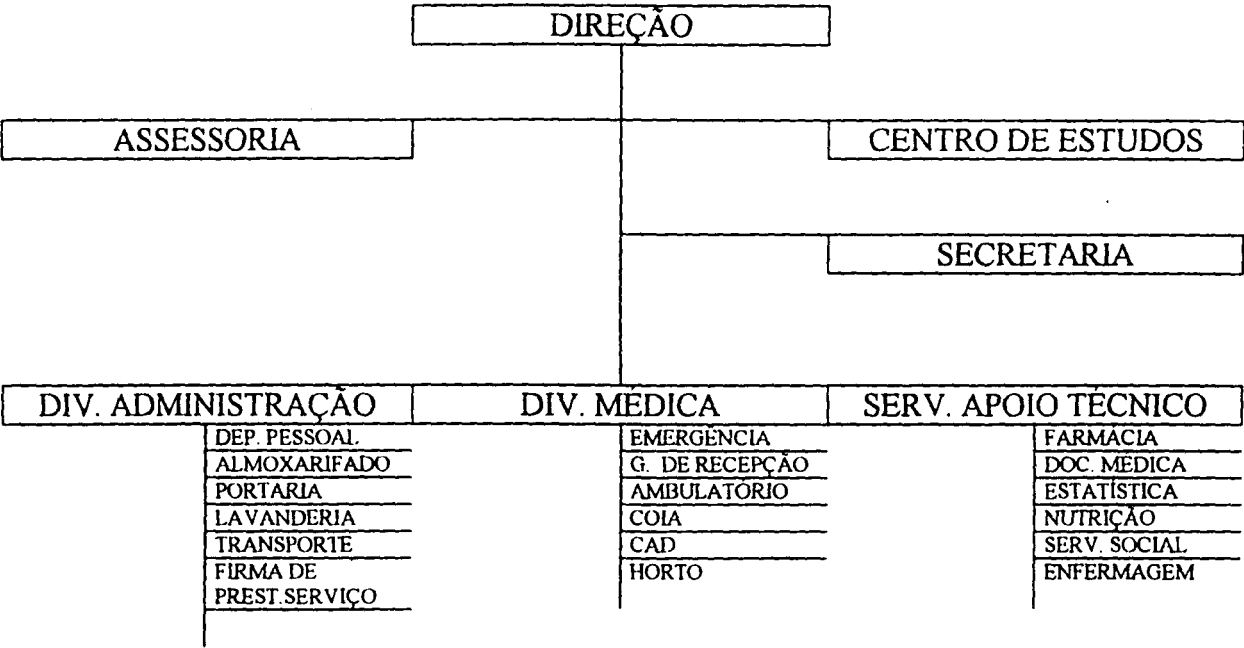 DIREÇÃO
ASSESSORIA
CENTRO DE ESTUDOS
SECRETARIA
DIV. ADMINISTRAÇÃO
DEP. PESSOAL
ALMOXARIFADO
PORTARIA
LAVANDERIA
TRANSPORTE
FIRMA DE
PREST.SERVIÇO
DIV. MÉDICA
EMERGÊNCIA
G. DE RECEPÇÃO
AMBULATÓRIO
COIA
CAD
HORTO
SERV. APOIO TÉCNICO
FARMÁCIA
DOC. MÉDICA
ESTATÍSTICA
NUTRIÇÃO
SERV. SOCIAL
ENFERMAGEM